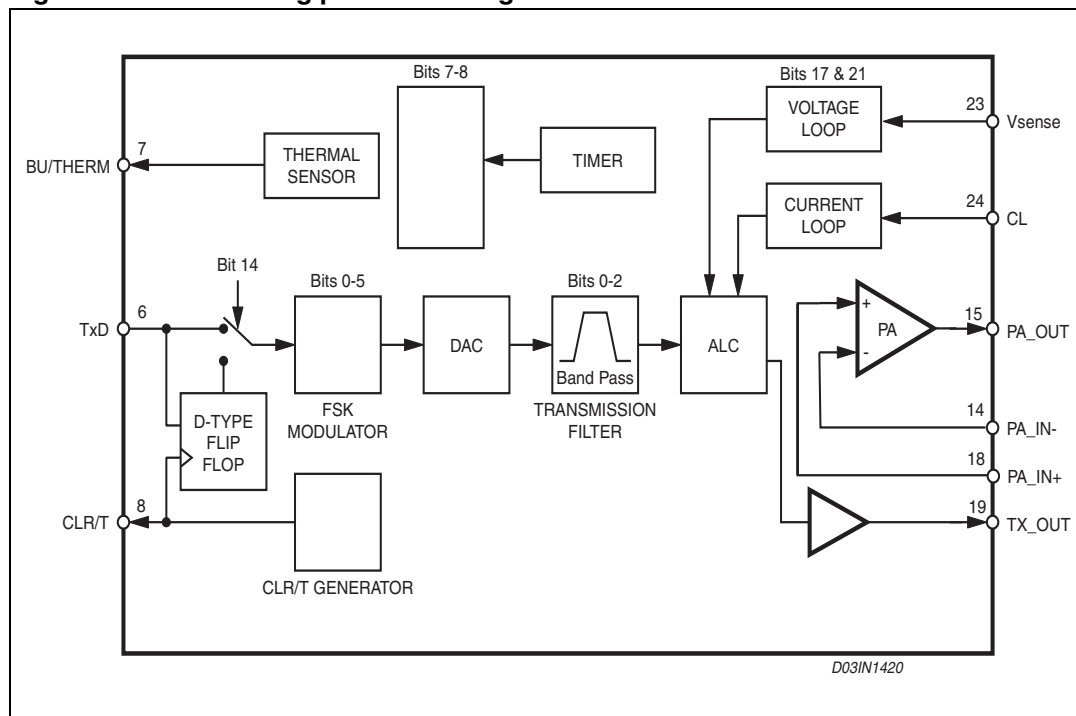 Bits 7-8
Bits 17 & 21
VOLTAGE
LOOP
23
Vsense
7
BU/THERM
THERMAL
SENSOR
TIMER
CURRENT
LOOP
24
CL
Bit 14
Bits 0-5
Bits 0-2
6
TxD
DAC
Band Pass
ALC
+
PA
-
15
PA_OUT
FSK
MODULATOR
TRANSMISSION
FILTER
D-TYPE
FLIP
FLOP
14
PA_IN-
18
PA_IN+
8
CLR/T
19
TX_OUT
CLR/T GENERATOR
D03IN1420